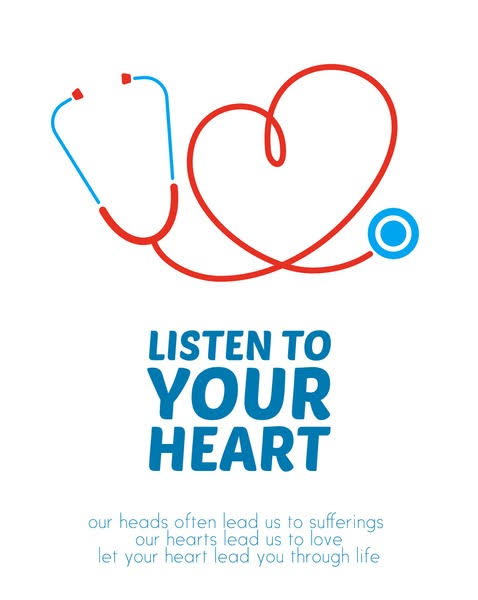 LISTEN TO
YOUR
HEART
our heads often lead us to sufferings
our hearts lead us to love
let your heart lead you through life